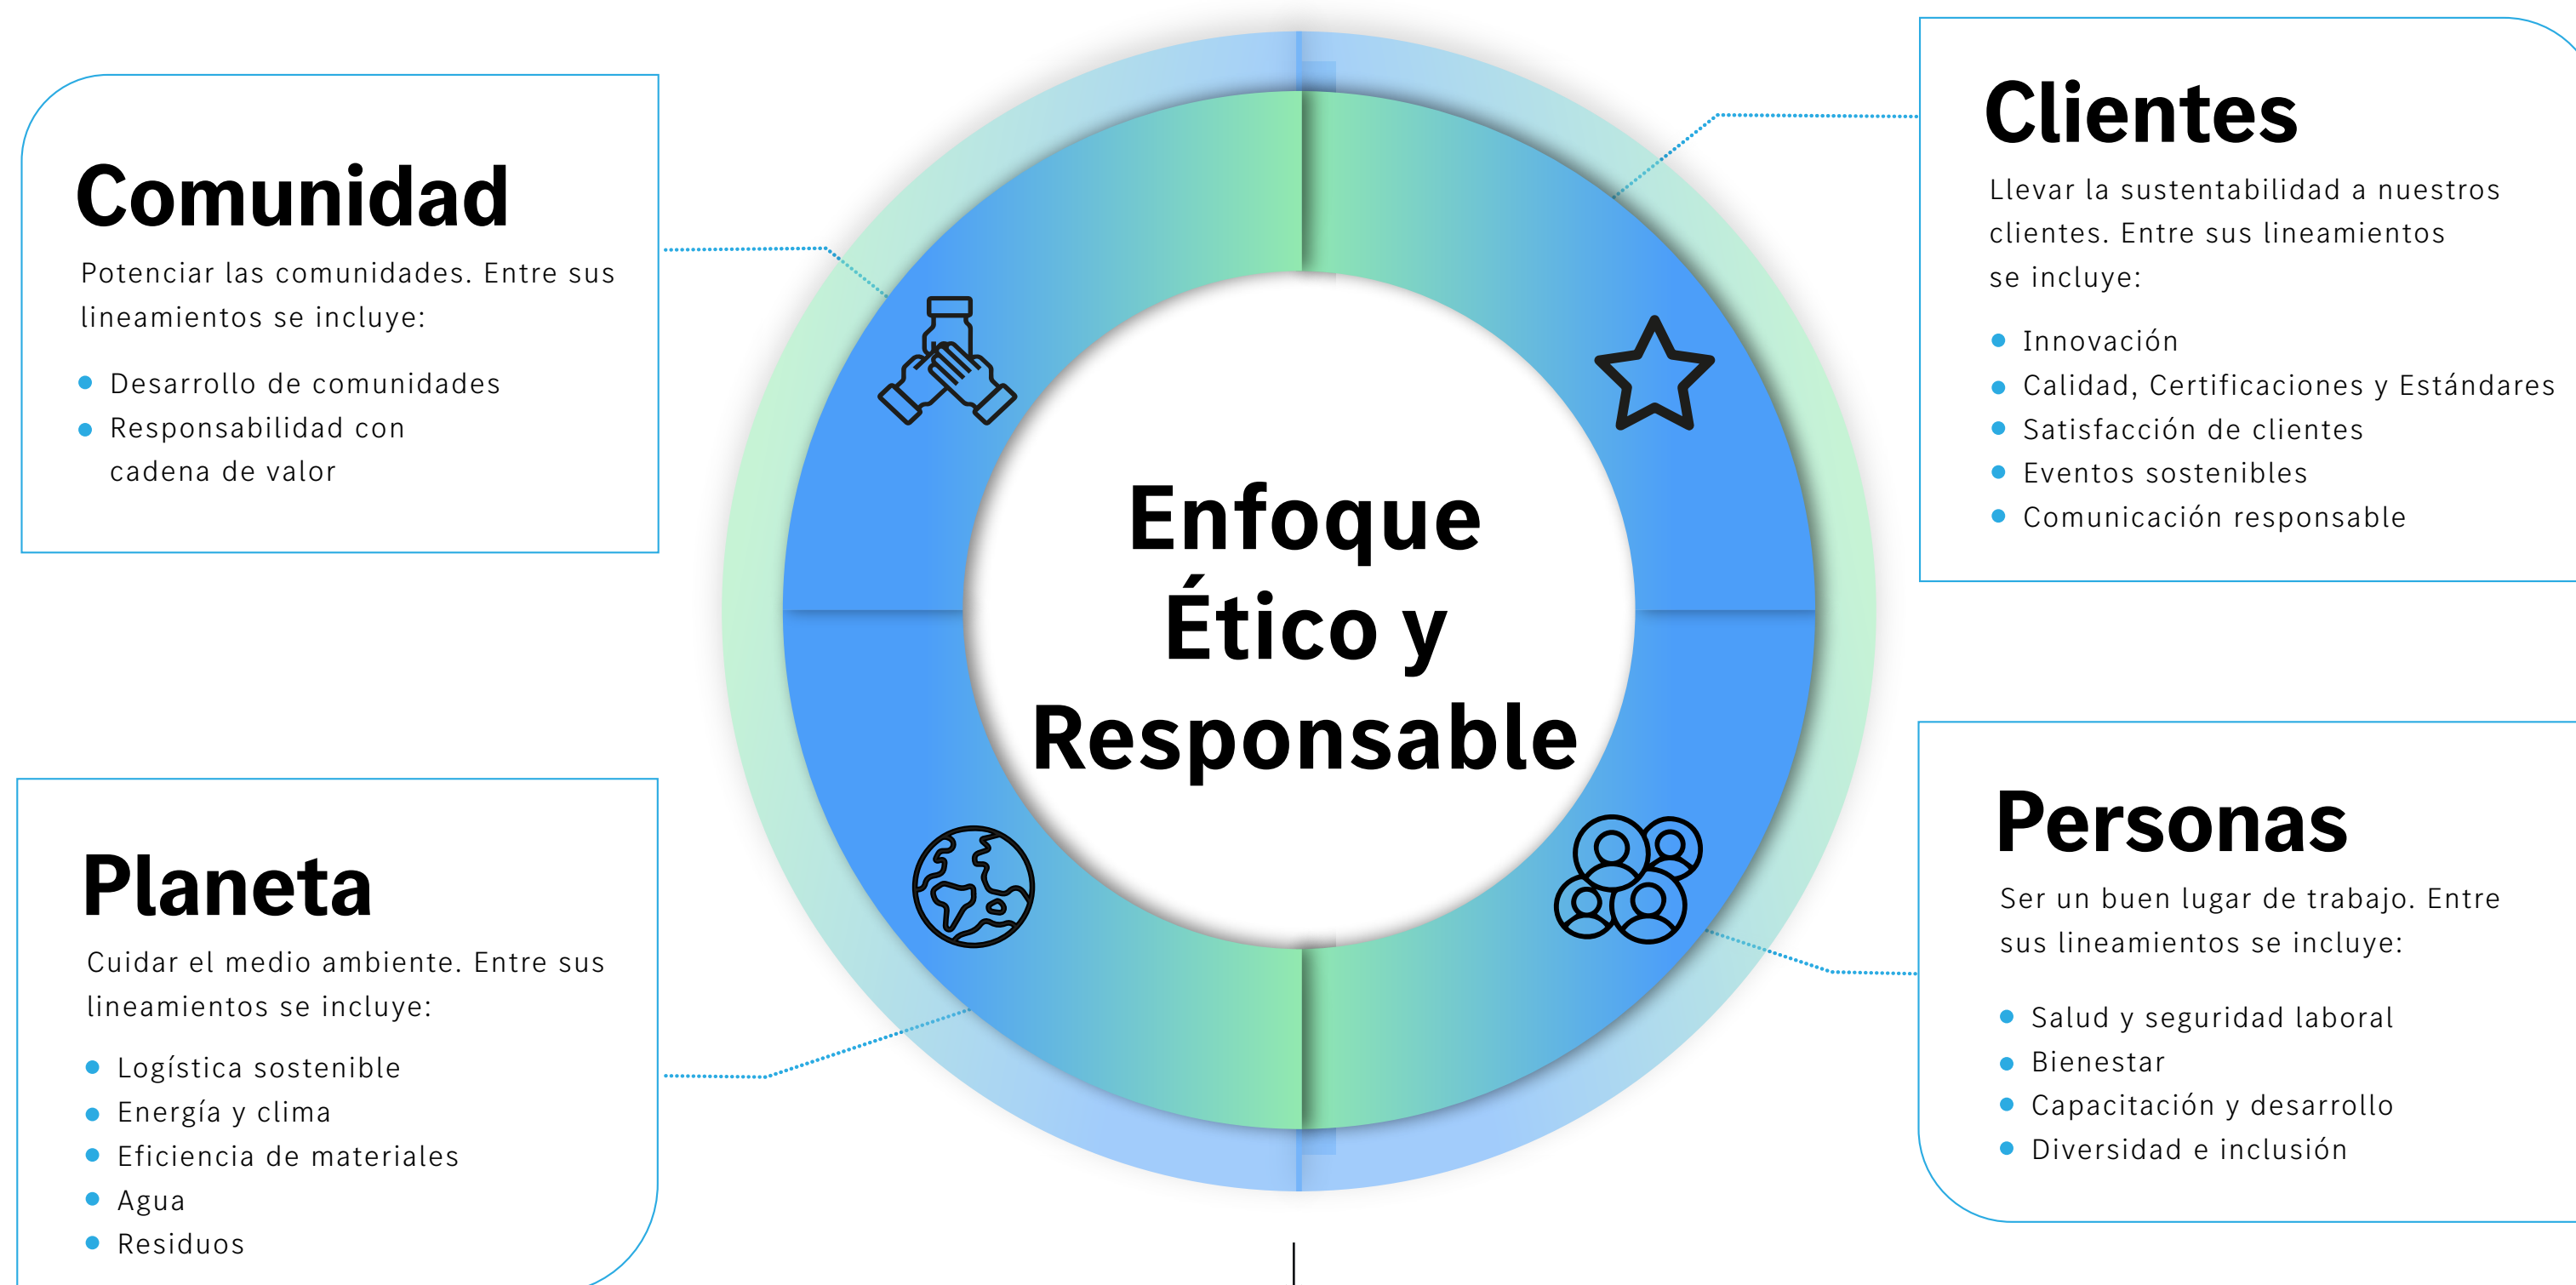 Comunidad
Potenciar las comunidades. Entre sus
lineamientos se incluye:
Desarrollo de comunidades
Responsabilidad con
cadena de valor
Clientes
Llevar la sustentabilidad a nuestros
clientes. Entre sus lineamientos
se incluye:
Innovación
Calidad, Certificaciones y Estándares
Satisfacción de clientes
Eventos sostenibles
Comunicación responsable
Enfoque
Ético y
Responsable
Planeta
Cuidar el medio ambiente. Entre sus
lineamientos se incluye:
Logística sostenible
Energía y clima
Eficiencia de materiales
Agua
Residuos
Personas
Ser un buen lugar de trabajo. Entre
sus lineamientos se incluye:
Salud y seguridad laboral
Bienestar
Capacitación y desarrollo
Diversidad e inclusión